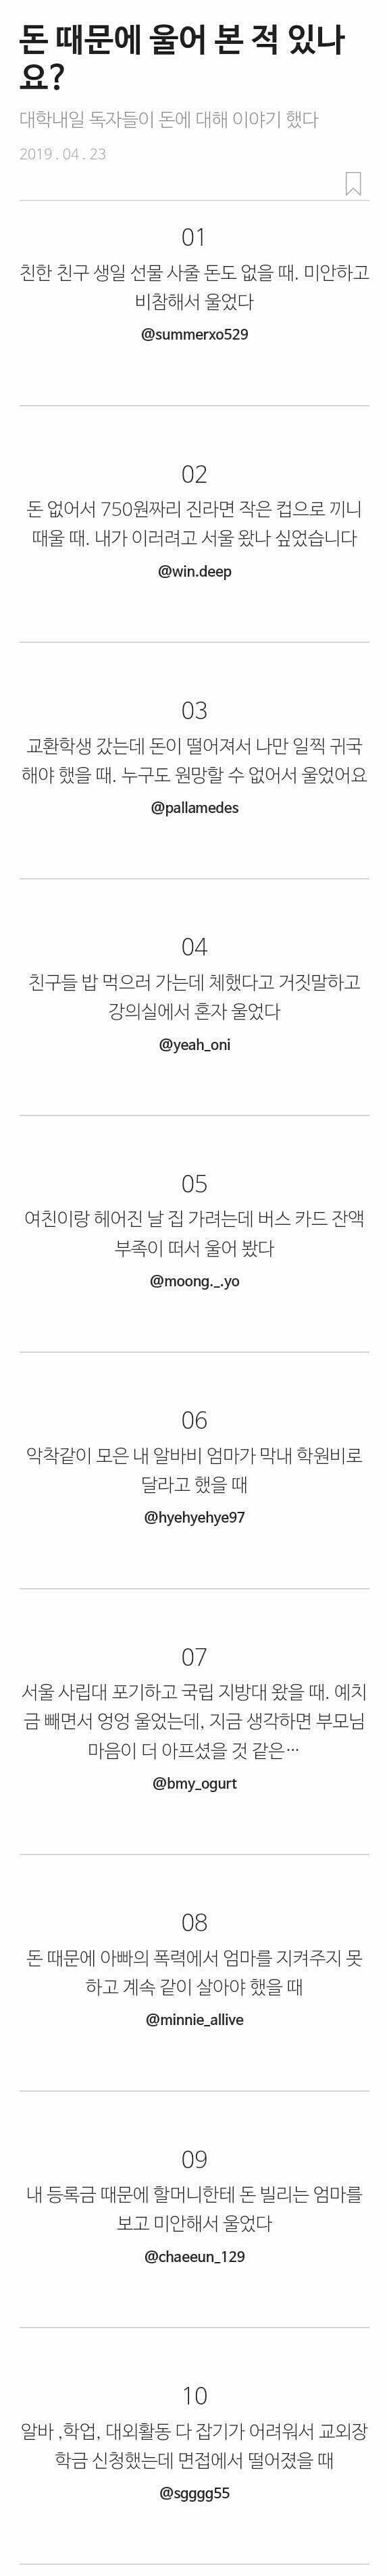 돈 때문에 울어 본 적 있나
요?
대학내일 독자들이 돈에 대해 이야기 했다
2019 . 04 . 23
01
친한 친구 생일 선물 사줄 돈도 없을 때. 미안하고
비참해서 울었다
@summerxo529
02
돈 없어서 750원짜리 진라면 작은 컵으로 끼니
때울 때. 내가 이러려고 서울 왔나 싶었습니다
@win.deep
03
교환학생 갔는데 돈이 떨어져서 나만 일찍 귀국
해야 했을 때. 누구도 원망할 수 없어서 울었어요
@pallamedes
04
친구들 밥 먹으러 가는데 체했다고 거짓말하고
강의실에서 혼자 울었다
@yeah_oni
05
여친이랑 헤어진 날 집 가려는데 버스 카드 잔액
부족이 떠서 울어 봤다
@moong._.yo
06
악착같이 모은 내 알바비 엄마가 막내 학원비로
달라고 했을 때
@hyehyehye97
07
서울 사립대 포기하고 국립 지방대 왔을 때. 예치
금 빼면서 엉엉 울었는데, 지금 생각하면 부모님
마음이 더 아프셨을 것 같은…
@bmy_ogurt
08
돈 때문에 아빠의 폭력에서 엄마를 지켜주지 못
하고 계속 같이 살아야 했을 때
@minnie_allive
09
내 등록금 때문에 할머니한테 돈 빌리는 엄마를
보고 미안해서 울었다
@chaeeun_129
10
알바 ,학업, 대외활동 다 잡기가 어려워서 교외장
학금 신청했는데 면접에서 떨어졌을 때
@sgggg55